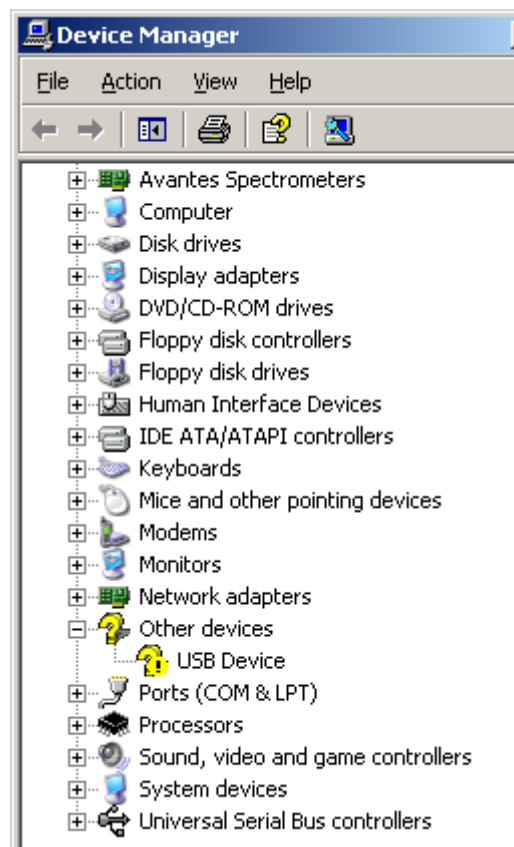 Device Manager
File Action View Help
Avantes Spectrometers
Computer
Disk drives
Display adapters
DVD/CD-ROM drives
Floppy disk controllers
Floppy disk drives
Human Interface Devices
IDE ATA/ATAPI controllers
Keyboards
Mice and other pointing devices
Modems
Monitors
Network adapters
Other devices
USB Device
Ports (COM & LPT)
Processors
Sound, video and game controllers
System devices
Universal Serial Bus controllers